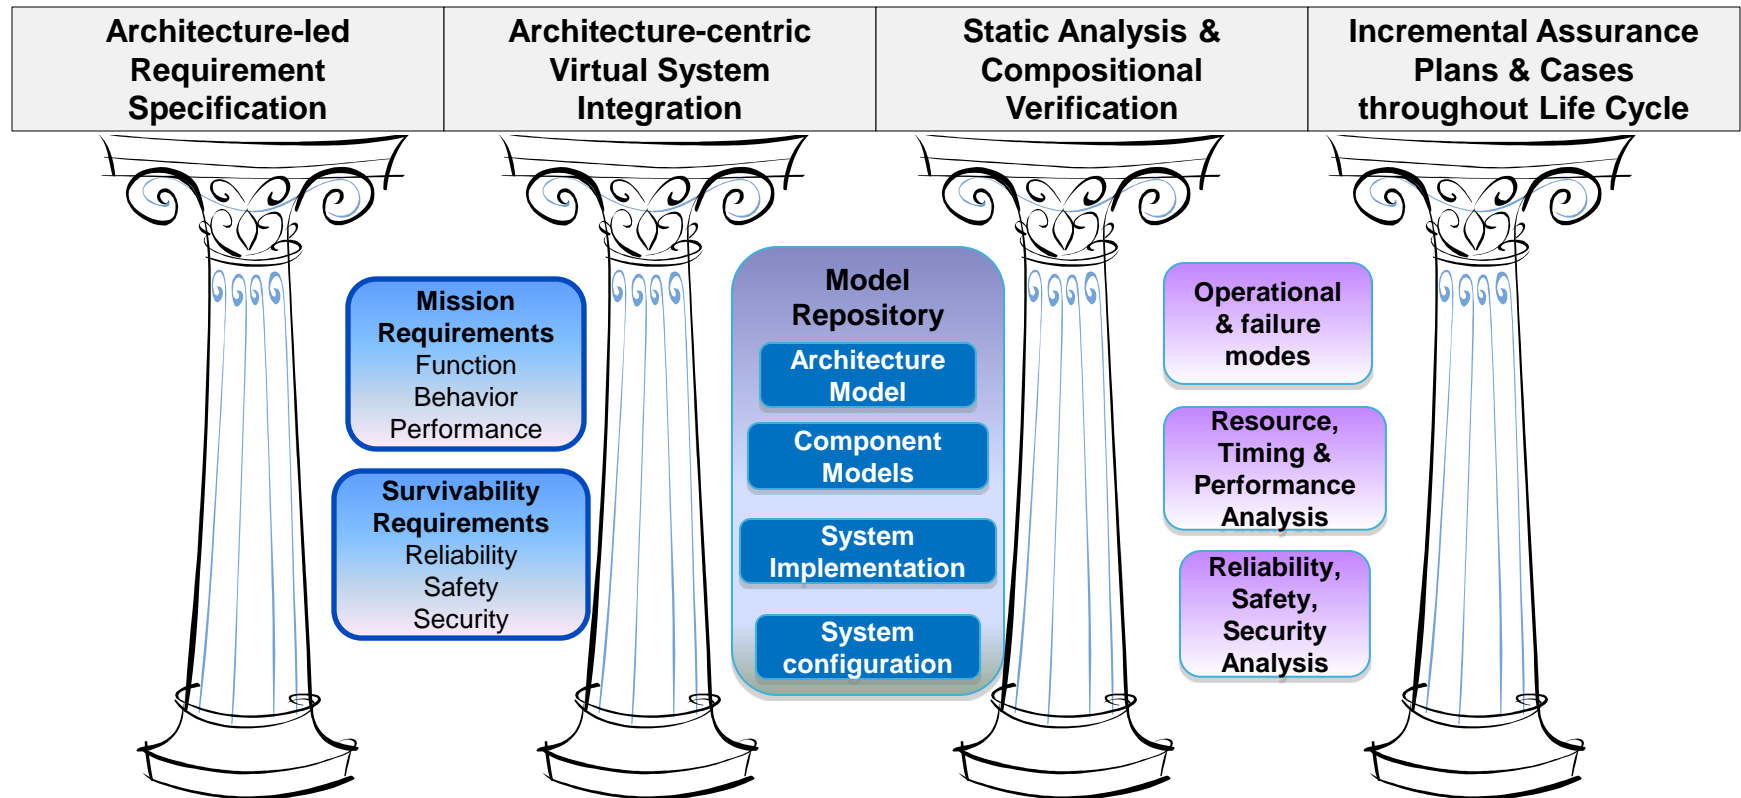 Architecture-led
Requirement
Specification
Architecture-centric
Virtual System
Integration
Static Analysis &
Compositional
Verification
Incremental Assurance
Plans & Cases
throughout Life Cycle
Mission
Requirements
Function
Behavior
Performance
Survivability
Requirements
Reliability
Safety
Security
Model
Repository
Architecture
Model
Component
Models
System
Implementation
System
configuration
Operational
& failure
modes
Resource,
Timing &
Performance
Analysis
Reliability,
Safety,
Security
Analysis